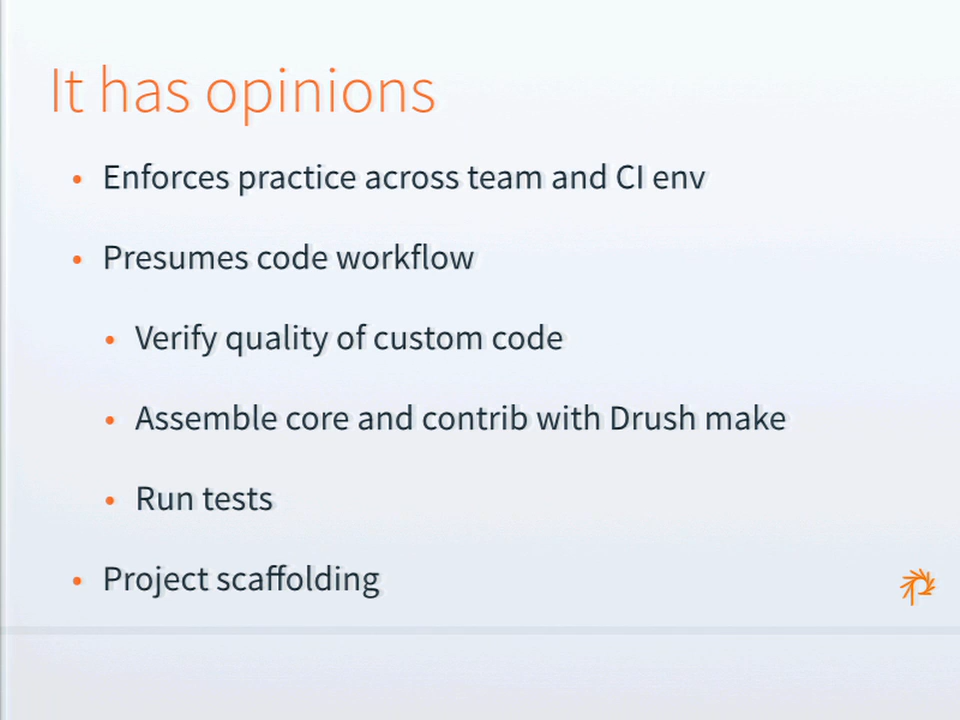 It has opinions
• Enforces practice across team and CI env
• Presumes code workflow
• Verify quality of custom code
• Assemble core and contrib with Drush make
• Run tests
• Project scaffolding